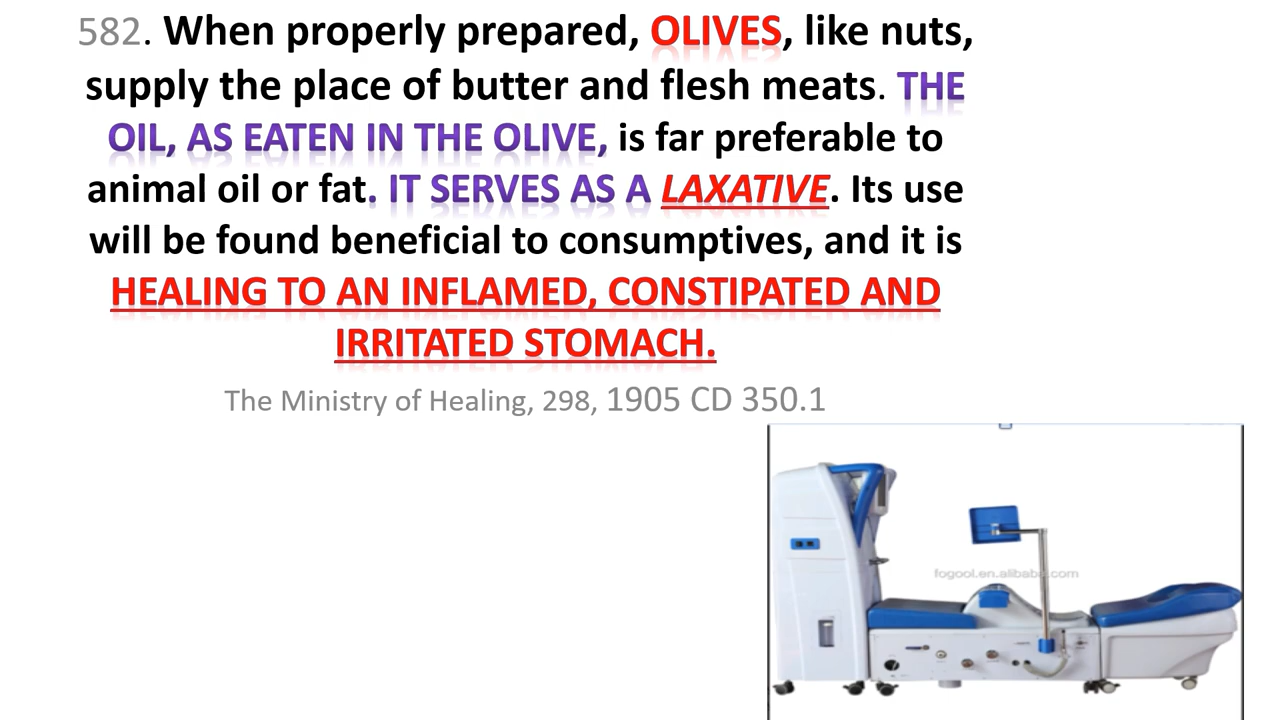 582. When properly prepared, OLIVES, like nuts,
supply the place of butter and flesh meats. THE
OIL, AS EATEN IN THE OLIVE, is far preferable to
animal oil or fat. IT SERVES AS A LAXATIVE. Its use
will be found beneficial to consumptives, and it is
HEALING TO AN INFLAMED, CONSTIPATED AND
IRRITATED STOMACH.
The Ministry of Healing, 298, 1905 CD 350.1
fogool.en.alibaba.com